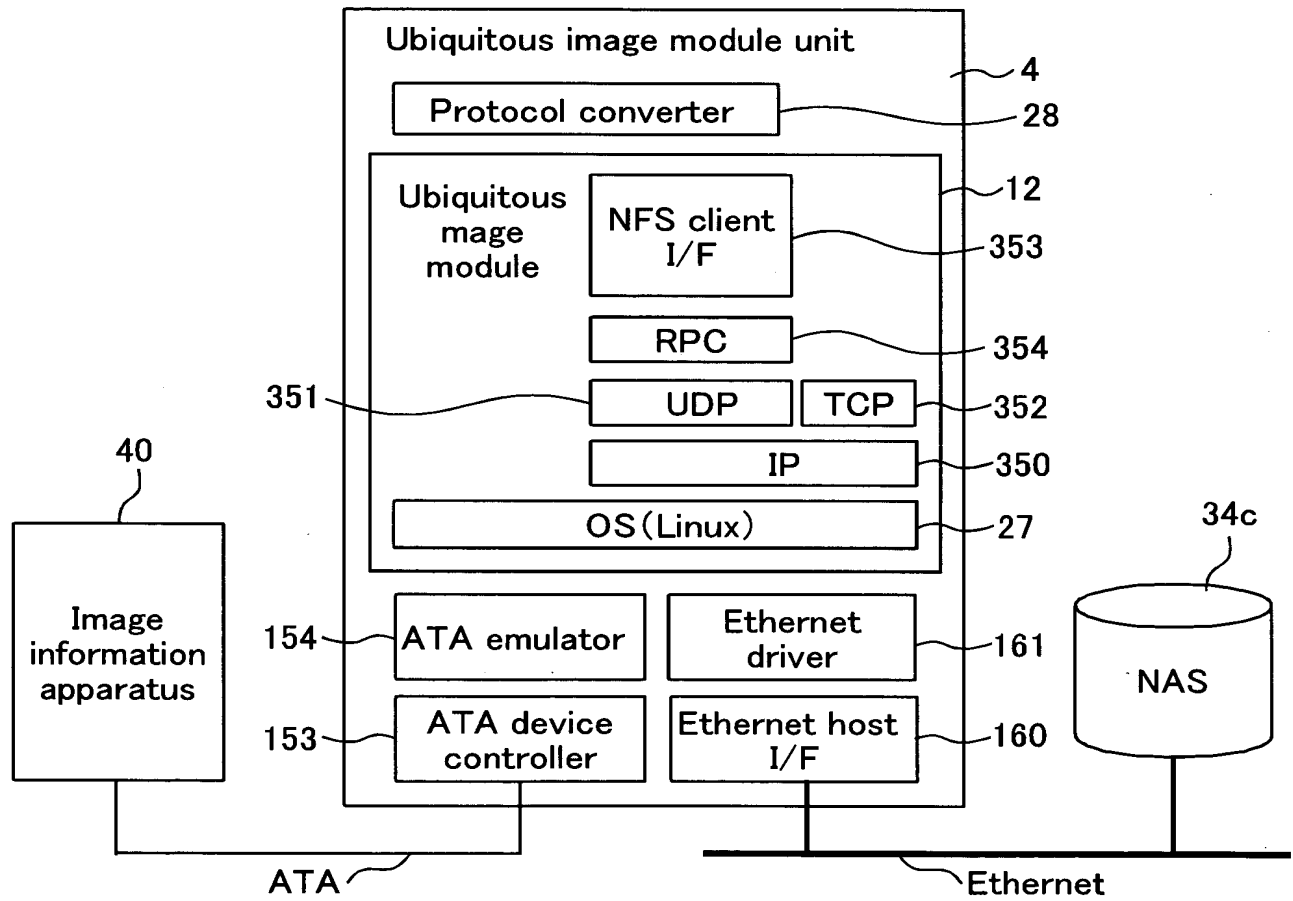 Ubiquitous image module unit
4
Protocol converter
28
Ubiquitous
mage
module
12
NFS client
I/F
353
RPC
354
351
UDP
TCP
352
IP
350
OS(Linux)
27
40
Image
information
apparatus
34c
NAS
154
ATA emulator
Ethernet
driver
161
153
ATA device
controller
Ethernet host
I/F
160
ATA
Ethernet